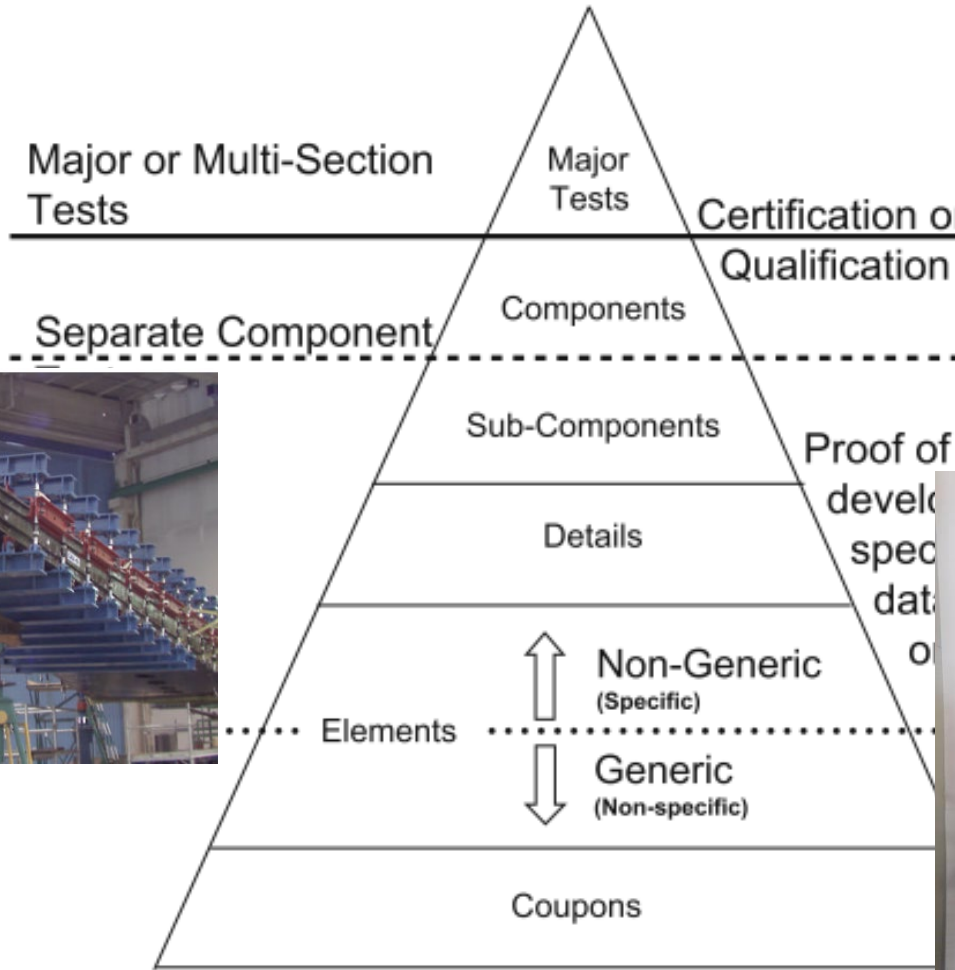 Major or Multi-Section
Tests
Major
Tests
Certification
Qualification
Components
Separate Component
Sub-Components
Proof of
Details
Non-Generic
(Specific)
Elements
Generic
(Non-specific)
Coupons